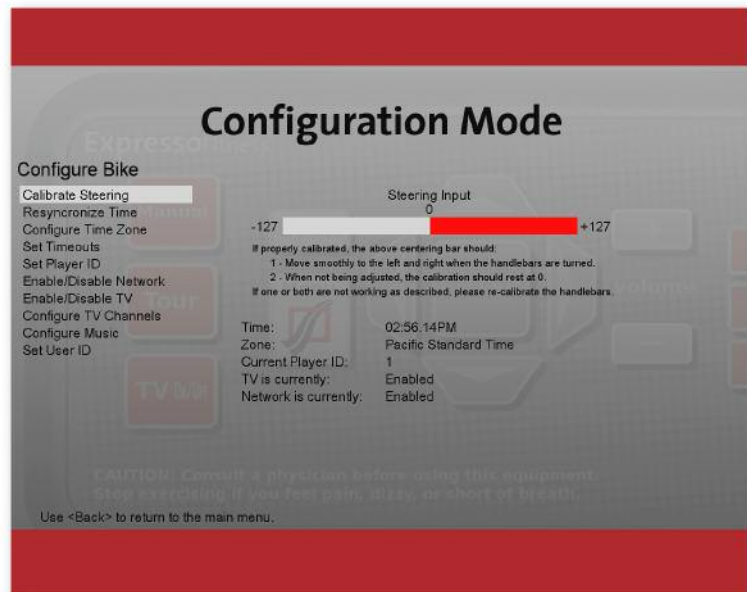 Configuration Mode
Expresso
Configure Bike
Calibrate Steering
Resyncronize Time
Configure Time Zone
Set Timeouts
Set Player ID
Enable/Disable Network
Enable/Disable TV
Configure TV Channels
Configure Music
Set User ID
Steering Input
0
-127
+127
If properly calibrated, the above centering bar should:
1 - Move smoothly to the left and right when the handlebars are turned.
2 - When not being adjusted, the calibration should rest at 0.
If one or both are not working as described, please re-calibrate the handlebars.
Time: 02:56.14PM
Zone: Pacific Standard Time
Current Player ID: 1
TV is currently: Enabled
Network is currently: Enabled
Manual
Tour
TV
volume
CAUTION: Consult a physician before using this equipment.
Stop exercising if you feel pain, dizzy, or short of breath.
Use <Back> to return to the main menu.